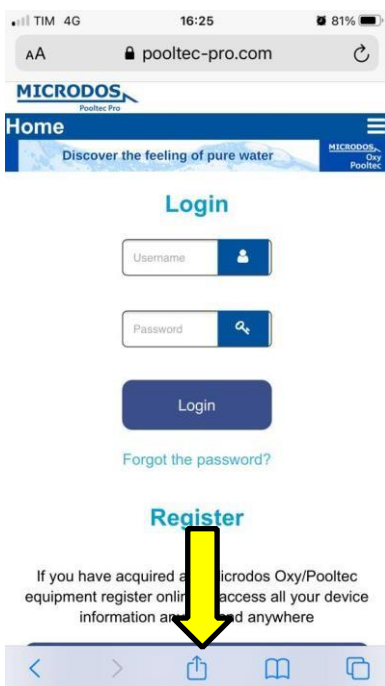 TIM 4G 16:25 81%
AA pooltec-pro.com
MICRODOS
Pooltec Pro
Home
Discover the feeling of pure water
MICRODOS
Oxy
Pooltec
Login
Username
Password
Login
Forgot the password?
Register
If you have acquired icrodos Oxy/Pooltec
equipment register onlin access all your device
information an d anywhere